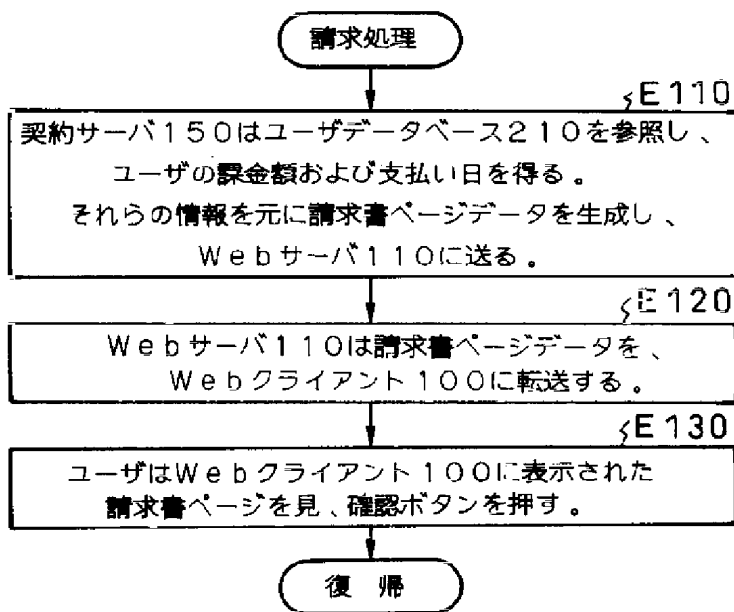 請求処理
E110
契約サーバ150はユーザデータベース210を参照し、
ユーザの課金額および支払い日を得る。
それらの情報を元に請求書ページデータを生成し、
Webサーバ110に送る。
E120
Webサーバ110は請求書ページデータを、
Webクライアント100に転送する。
E130
ユーザはWebクライアント100に表示された
請求書ページを見、確認ボタンを押す。
復 帰